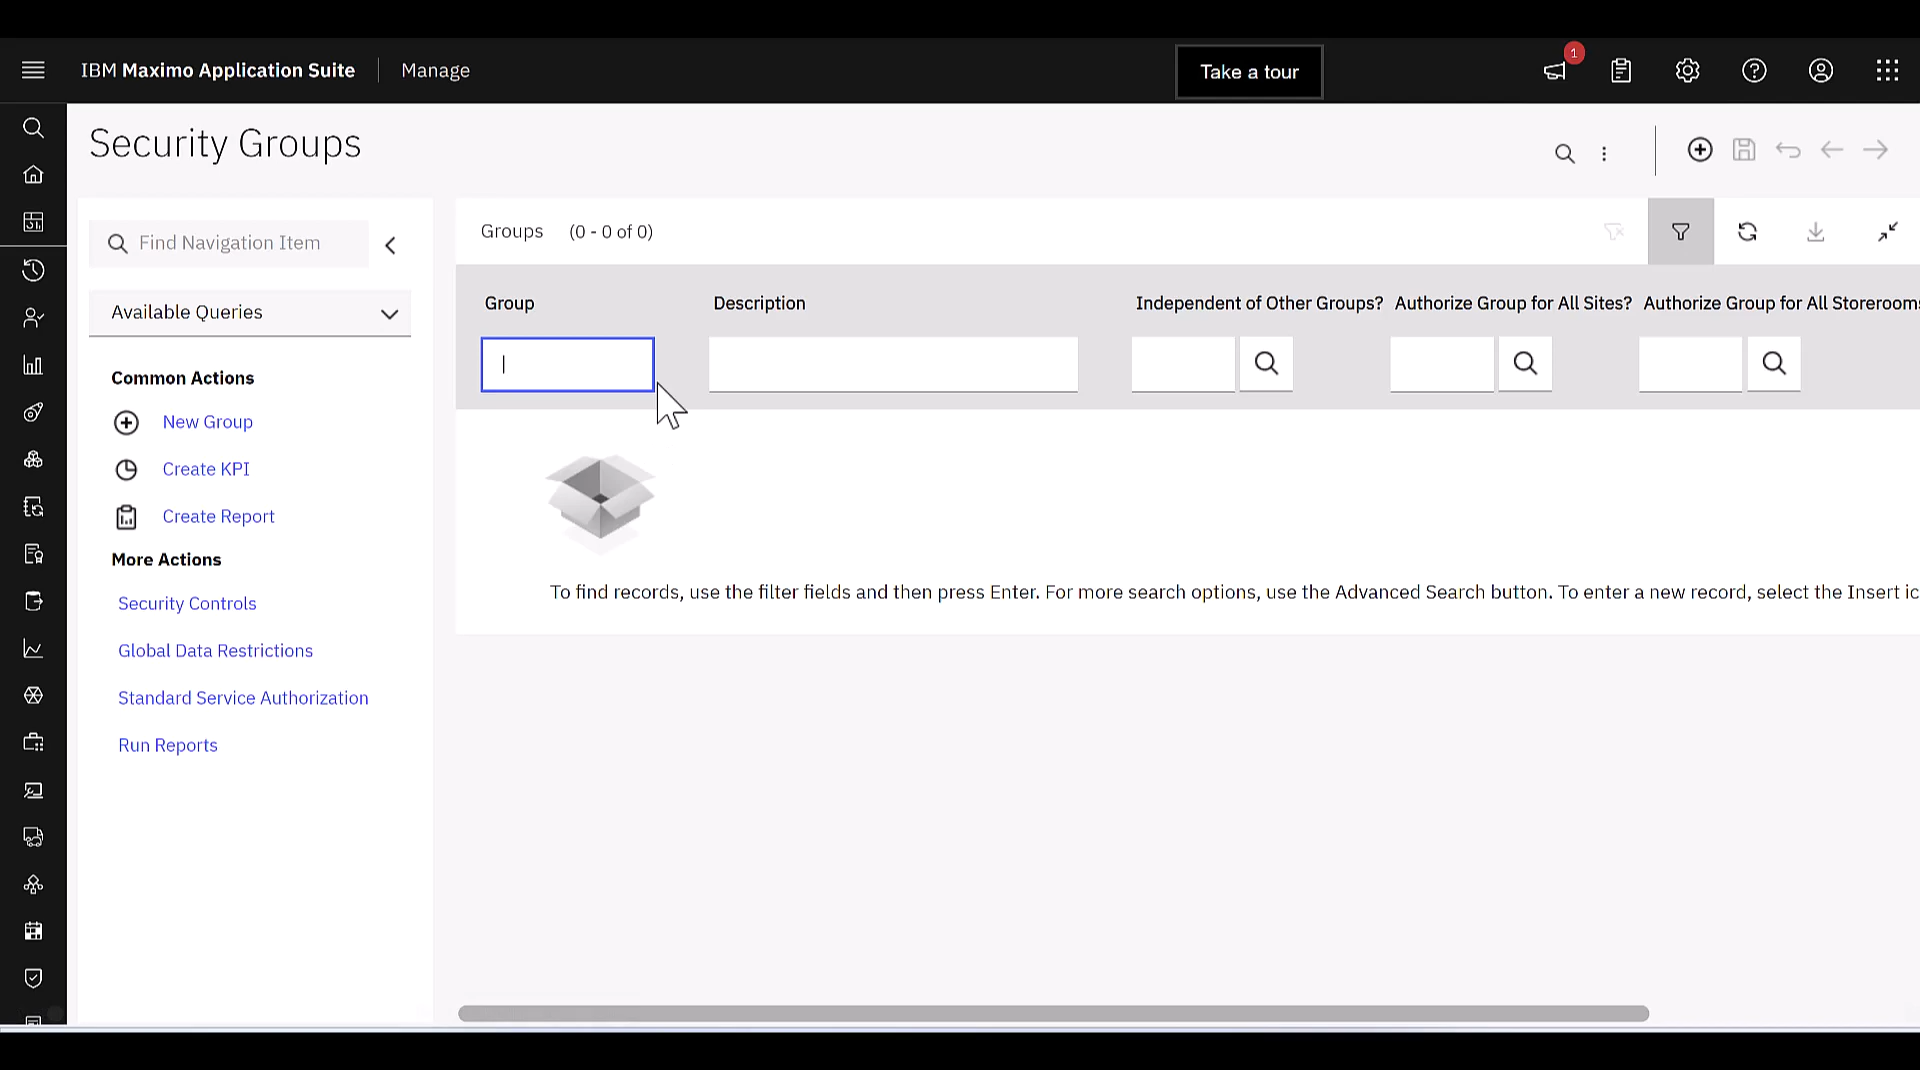 IBM Maximo Application Suite
Manage
Take a tour
1
Security Groups
Find Navigation Item
Available Queries
Common Actions
New Group
Create KPI
Create Report
More Actions
Security Controls
Global Data Restrictions
Standard Service Authorization
Run Reports
Groups (0 - 0 of 0)
Group Description Independent of Other Groups? Authorize Group for All Sites? Authorize Group for All Storerooms
To find records, use the filter fields and then press Enter. For more search options, use the Advanced Search button. To enter a new record, select the Insert ic